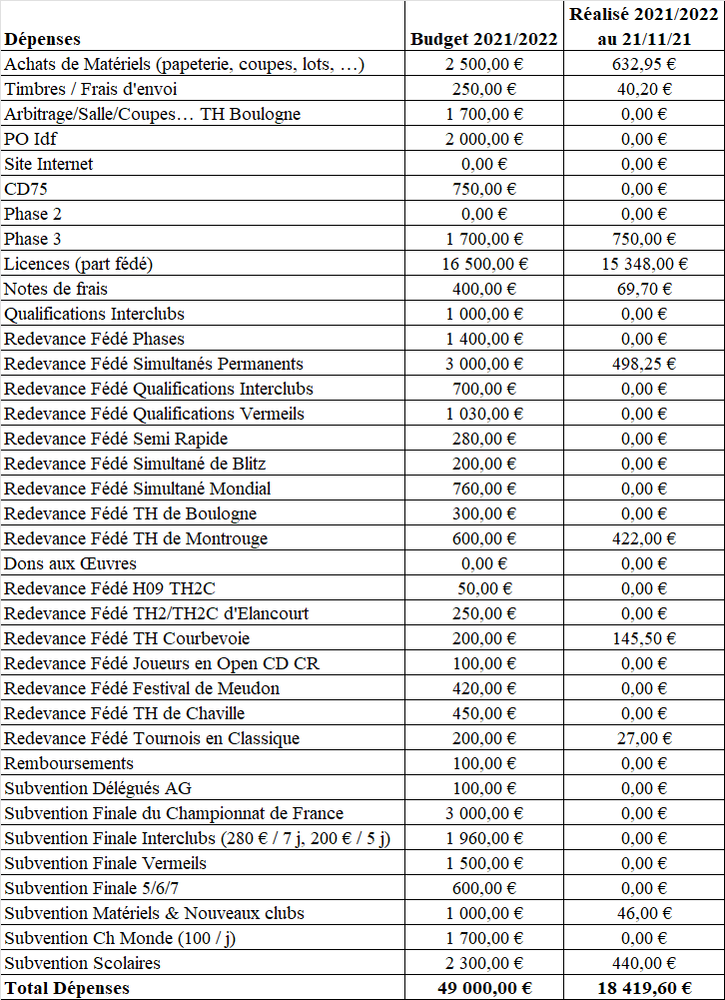 Réalisé 2021/2022
Dépenses Budget 2021/2022 au 21/11/21
Achats de Matériels (papeterie, coupes, lots, …) 2 500,00 € 632,95 €
Timbres / Frais d'envoi 250,00 € 40,20 €
Arbitrage/Salle/Coupes… TH Boulogne 1 700,00 € 0,00 €
PO Idf 2 000,00 € 0,00 €
Site Internet 0,00 € 0,00 €
CD75 750,00 € 0,00 €
Phase 2 0,00 € 0,00 €
Phase 3 1 700,00 € 750,00 €
Licences (part fédé) 16 500,00 € 15 348,00 €
Notes de frais 400,00 € 69,70 €
Qualifications Interclubs 1 000,00 € 0,00 €
Redevance Fédé Phases 1 400,00 € 0,00 €
Redevance Fédé Simultanés Permanents 3 000,00 € 498,25 €
Redevance Fédé Qualifications Interclubs 700,00 € 0,00 €
Redevance Fédé Qualifications Vermeils 1 030,00 € 0,00 €
Redevance Fédé Semi Rapide 280,00 € 0,00 €
Redevance Fédé Simultané de Blitz 200,00 € 0,00 €
Redevance Fédé Simultané Mondial 760,00 € 0,00 €
Redevance Fédé TH de Boulogne 300,00 € 0,00 €
Redevance Fédé TH de Montrouge 600,00 € 422,00 €
Dons aux Œuvres 0,00 € 0,00 €
Redevance Fédé H09 TH2C 50,00 € 0,00 €
Redevance Fédé TH2/TH2C d'Elancourt 250,00 € 0,00 €
Redevance Fédé TH Courbevoie 200,00 € 145,50 €
Redevance Fédé Joueurs en Open CD CR 100,00 € 0,00 €
Redevance Fédé Festival de Meudon 420,00 € 0,00 €
Redevance Fédé TH de Chaville 450,00 € 0,00 €
Redevance Fédé Tournois en Classique 200,00 € 27,00 €
Remboursements 100,00 € 0,00 €
Subvention Délégués AG 100,00 € 0,00 €
Subvention Finale du Championnat de France 3 000,00 € 0,00 €
Subvention Finale Interclubs (280 € / 7 j, 200 € / 5 j) 1 960,00 € 0,00 €
Subvention Finale Vermeils 1 500,00 € 0,00 €
Subvention Finale 5/6/7 600,00 € 0,00 €
Subvention Matériels & Nouveaux clubs 1 000,00 € 46,00 €
Subvention Ch Monde (100 / j) 1 700,00 € 0,00 €
Subvention Scolaires 2 300,00 € 440,00 €
Total Dépenses 49 000,00 € 18 419,60 €